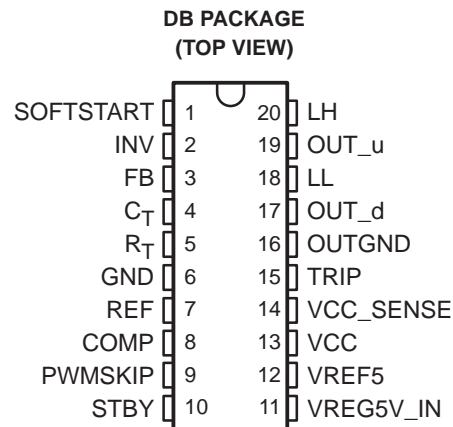 DB PACKAGE
(TOP VIEW)
SOFTSTART 1 20 LH
INV 2 19 OUT_u
FB 3 18 LL
CT 4 17 OUT_d
RT 5 16 OUTGND
GND 6 15 TRIP
REF 7 14 VCC_SENSE
COMP 8 13 VCC
PWMSKIP 9 12 VREF5
STBY 10 11 VREG5V_IN